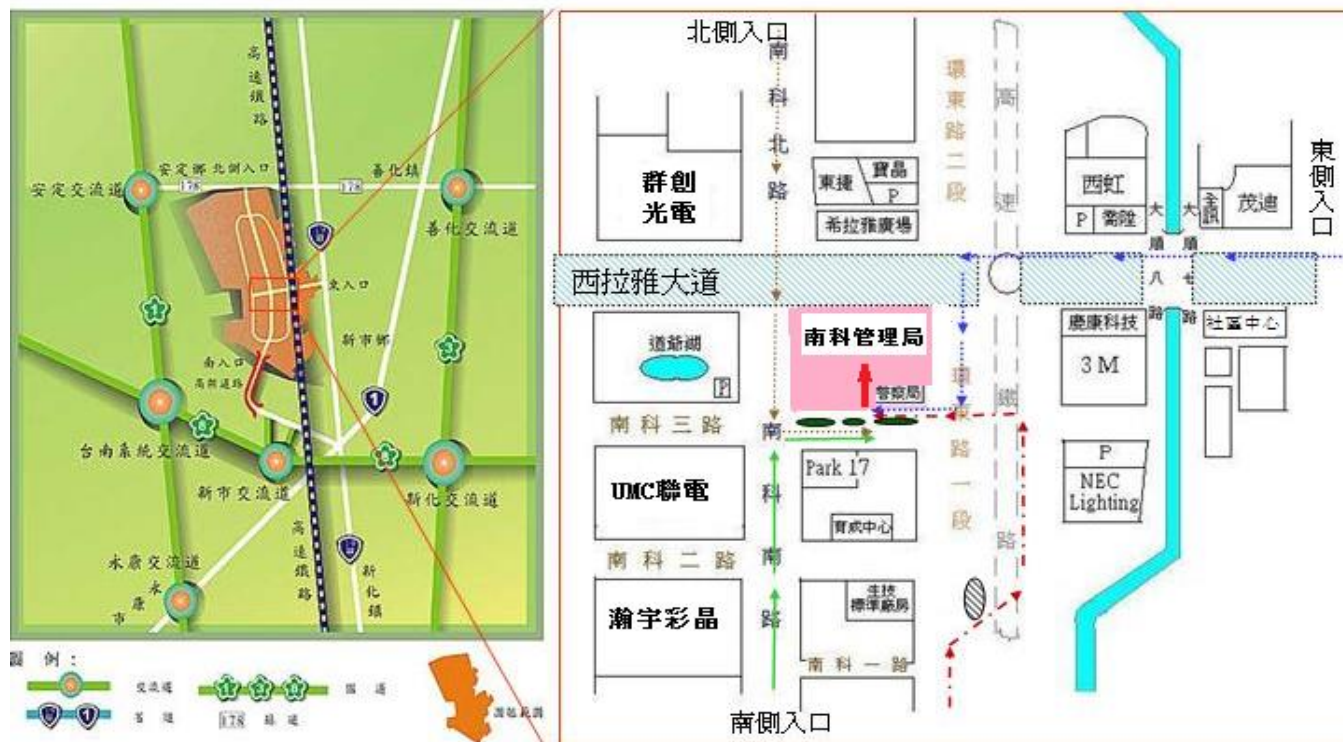 高速鐵路
安定交流道
安定鄉
北側入口
178
善化鎮
178
善化交流道
東入口
新市鄉
南入口
1
台南系統交流道
新市交流道
新化交流道
高速鐵路
新化鎮
永康交流道
永康市
圖例：
交流道
國道
省道
1
178
縣道
園區範圍
北側入口
南科北路
環東路二段
高速鐵路
群創
光電
東捷
寶晶
P
希拉雅廣場
西虹
P
喬陞
全訊
茂迪
東側入口
大順八路
大順七路
西拉雅大道
道爺湖
P
南科管理局
警察局
慶康科技
3 M
社區中心
南科三路
環東路一段
UMC聯電
南科南路
Park 17
育成中心
P
NEC
Lighting
南科二路
瀚宇彩晶
生技
標準廠房
南科一路
南側入口